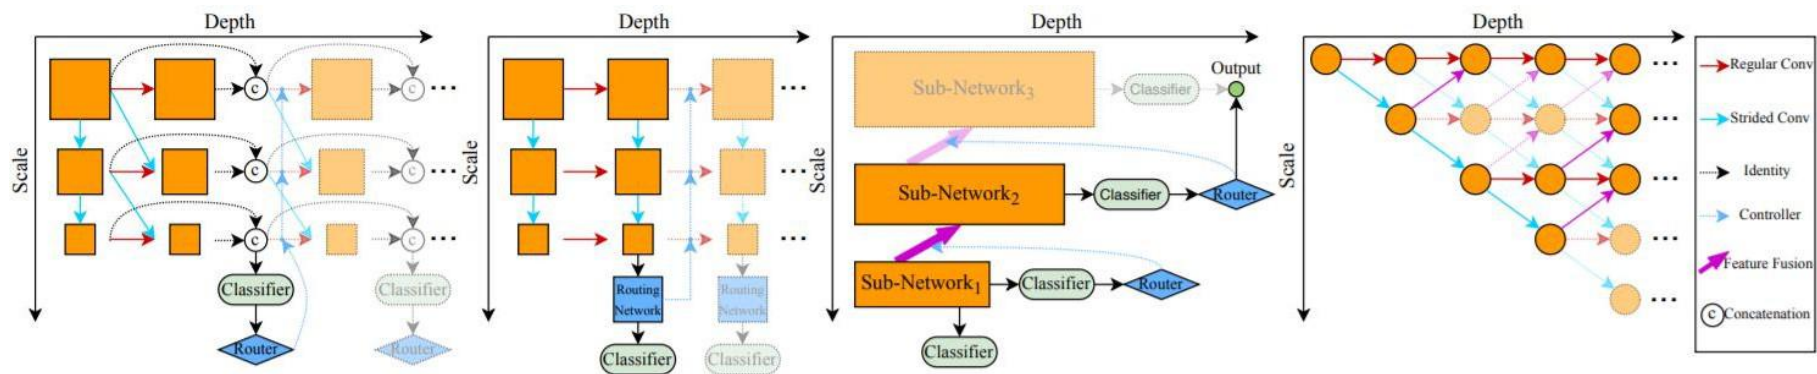 Depth
Scale
c
c
c
c
c
c
Classifier
Classifier
Router
Router
Depth
Scale
Routing
Network
Routing
Network
Classifier
Classifier
Depth
Scale
Sub-Network3
Classifier
Output
Sub-Network2
Classifier
Router
Sub-Network1
Classifier
Router
Classifier
Depth
Scale
Regular Conv
Strided Conv
Identity
Controller
Feature Fusion
c Concatenation